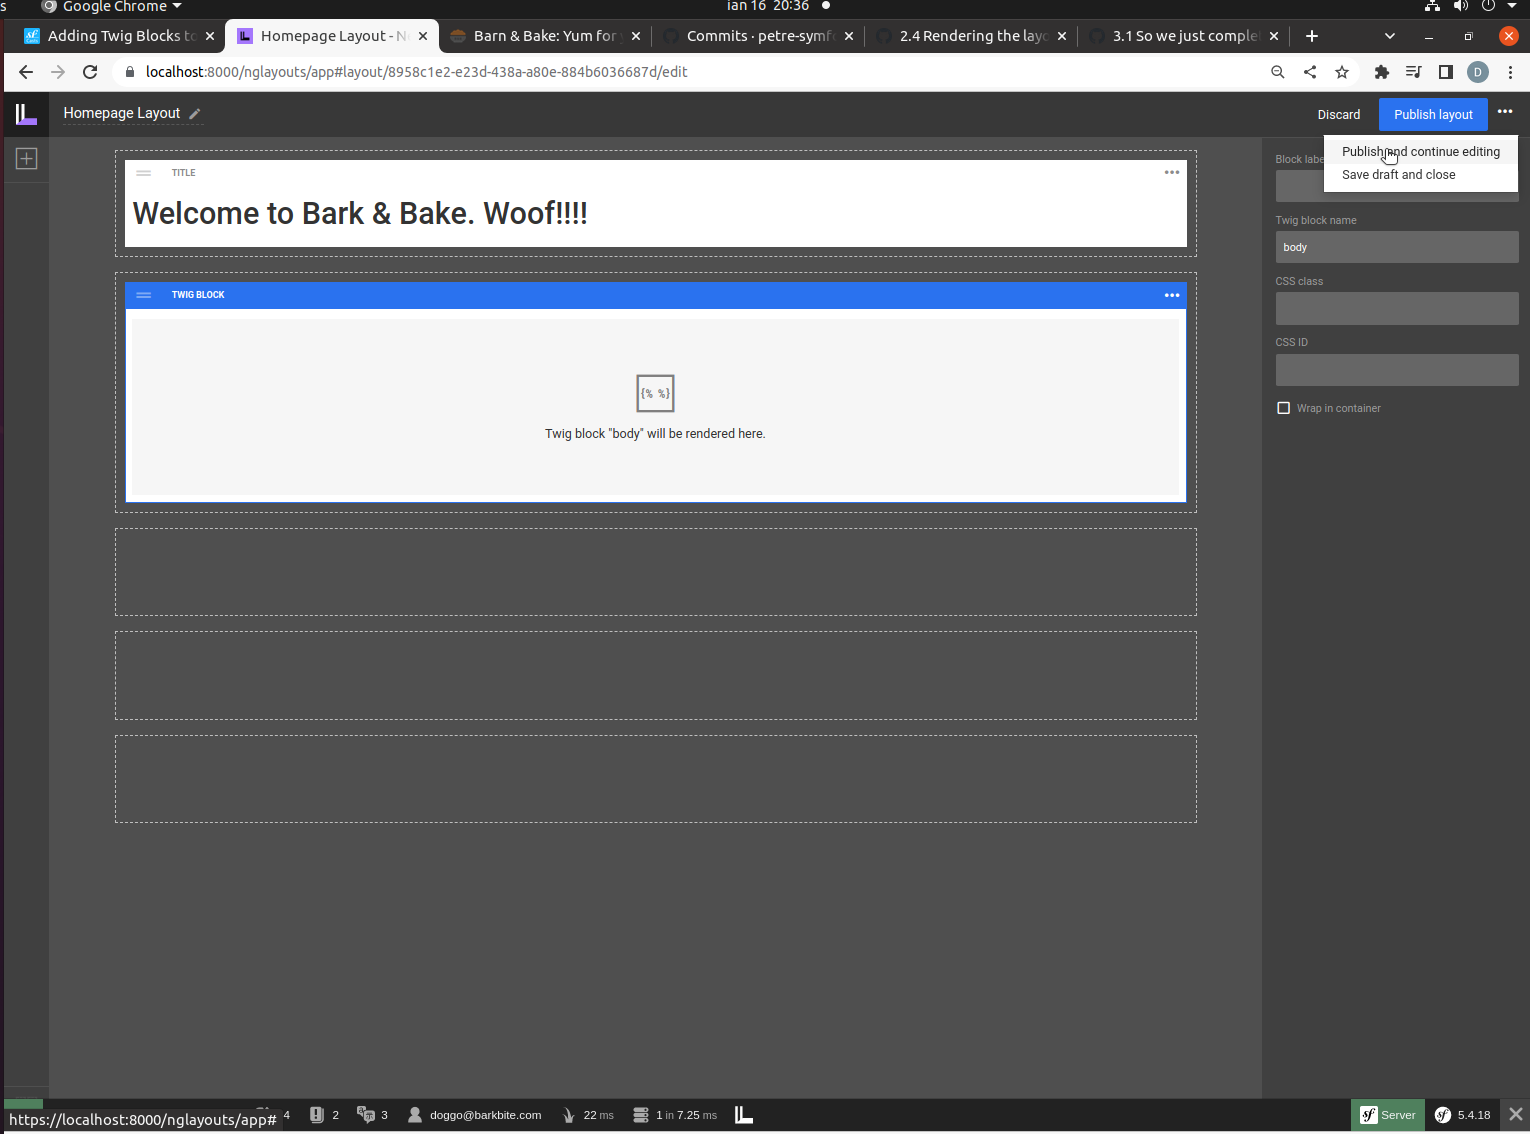 s Google Chrome ian 16 20:36
Adding Twig Blocks to Homepage Layout - N Barn & Bake: Yum for y Commits · petre-symf 2.4 Rendering the layo 3.1 So we just comple
localhost:8000/nglayouts/app#layout/8958c1e2-e23d-438a-a80e-884b6036687d/edit D
Homepage Layout Discard Publish layout
Publish and continue editing
Save draft and close
Block labe
TITLE
Welcome to Bark & Bake. Woof!!!!
Twig block name
body
CSS class
TWIG BLOCK
CSS ID
{% %}
Wrap in container
Twig block "body" will be rendered here.
https://localhost:8000/nglayouts/app# 4 2 3 doggo@barkbite.com 22 ms 1 in 7.25 ms sf Server sf 5.4.18